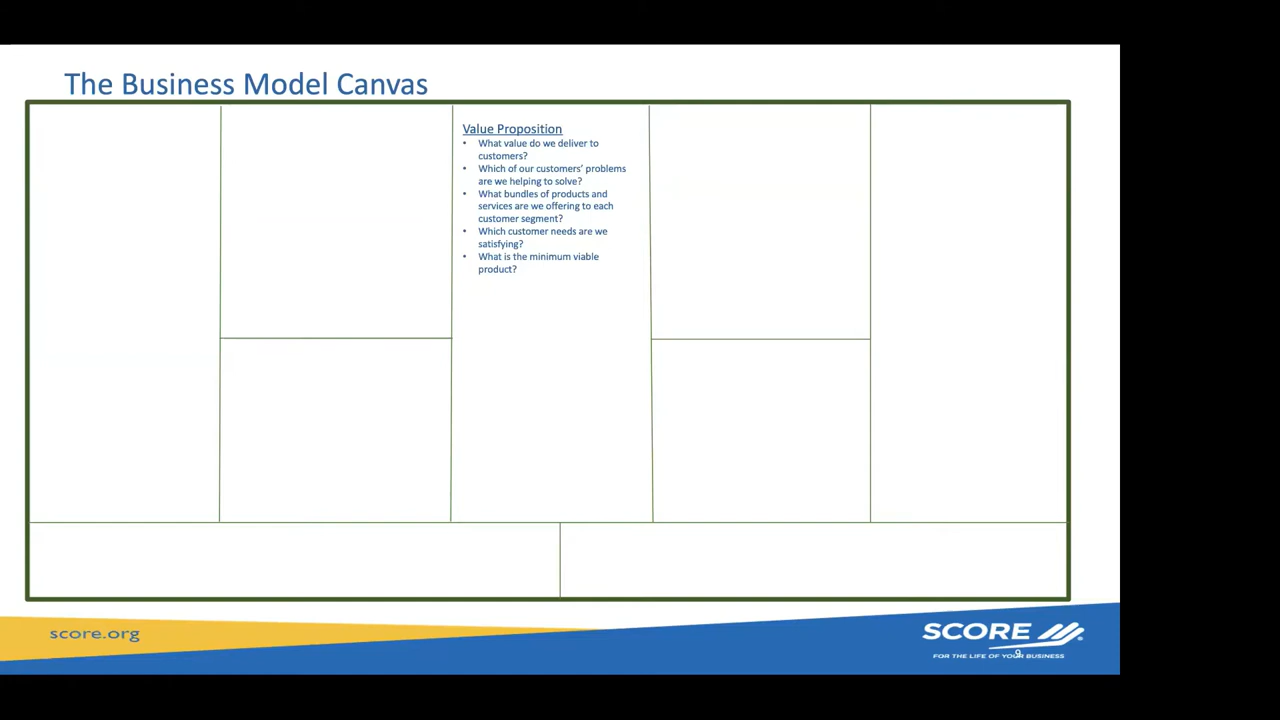 The Business Model Canvas
Value Proposition
• What value do we deliver to
customers?
• Which of our customers’ problems
are we helping to solve?
• What bundles of products and
services are we offering to each
customer segment?
• Which customer needs are we
satisfying?
• What is the minimum viable
product?
score.org
SCORE
FOR THE LIFE OF YOUR BUSINESS
9